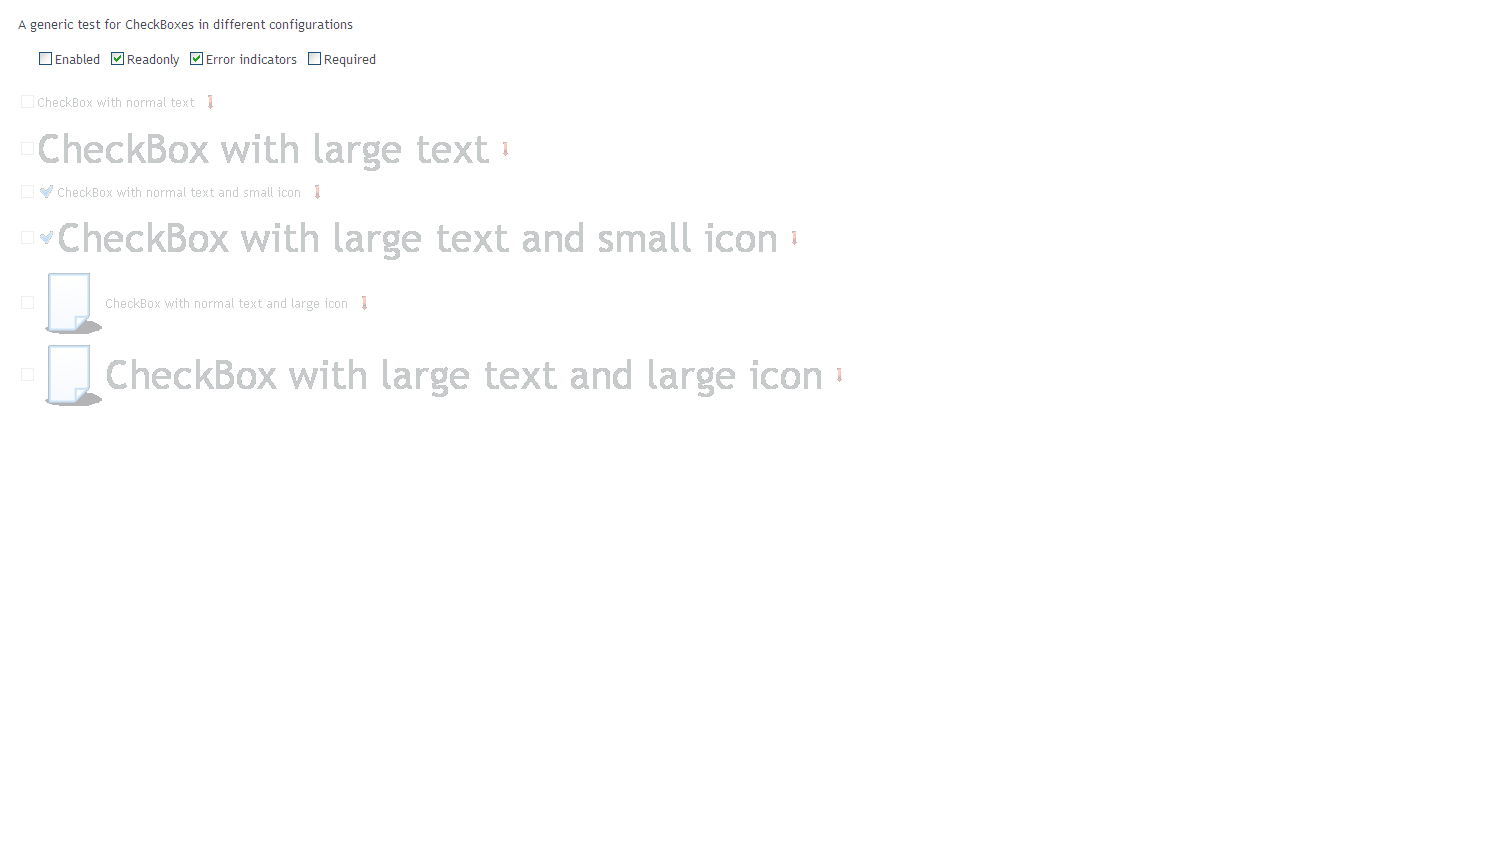 A generic test for CheckBoxes in different configurations
Enabled Readonly Error indicators Required
CheckBox with normal text
CheckBox with large text
CheckBox with normal text and small icon
CheckBox with large text and small icon
CheckBox with normal text and large icon
CheckBox with large text and large icon